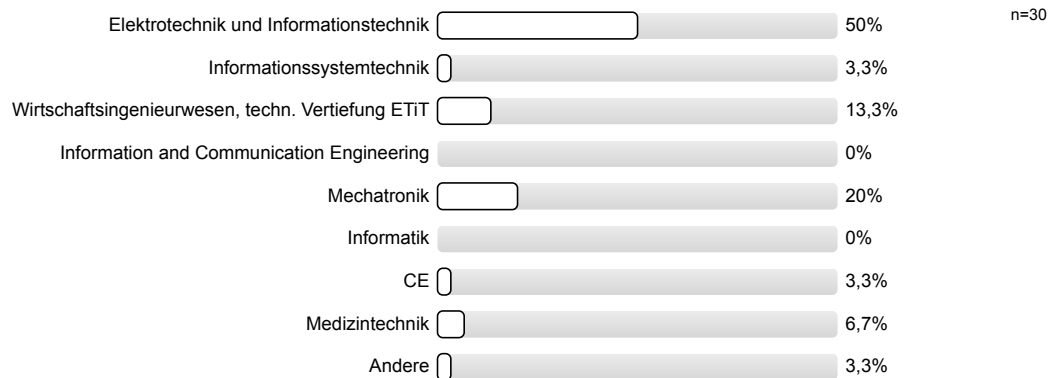 Elektrotechnik und Informationstechnik 50% n=30
Informationssystemtechnik 3,3%
Wirtschaftsingenieurwesen, techn. Vertiefung ETiT 13,3%
Information and Communication Engineering 0%
Mechatronik 20%
Informatik 0%
CE 3,3%
Medizintechnik 6,7%
Andere 3,3%